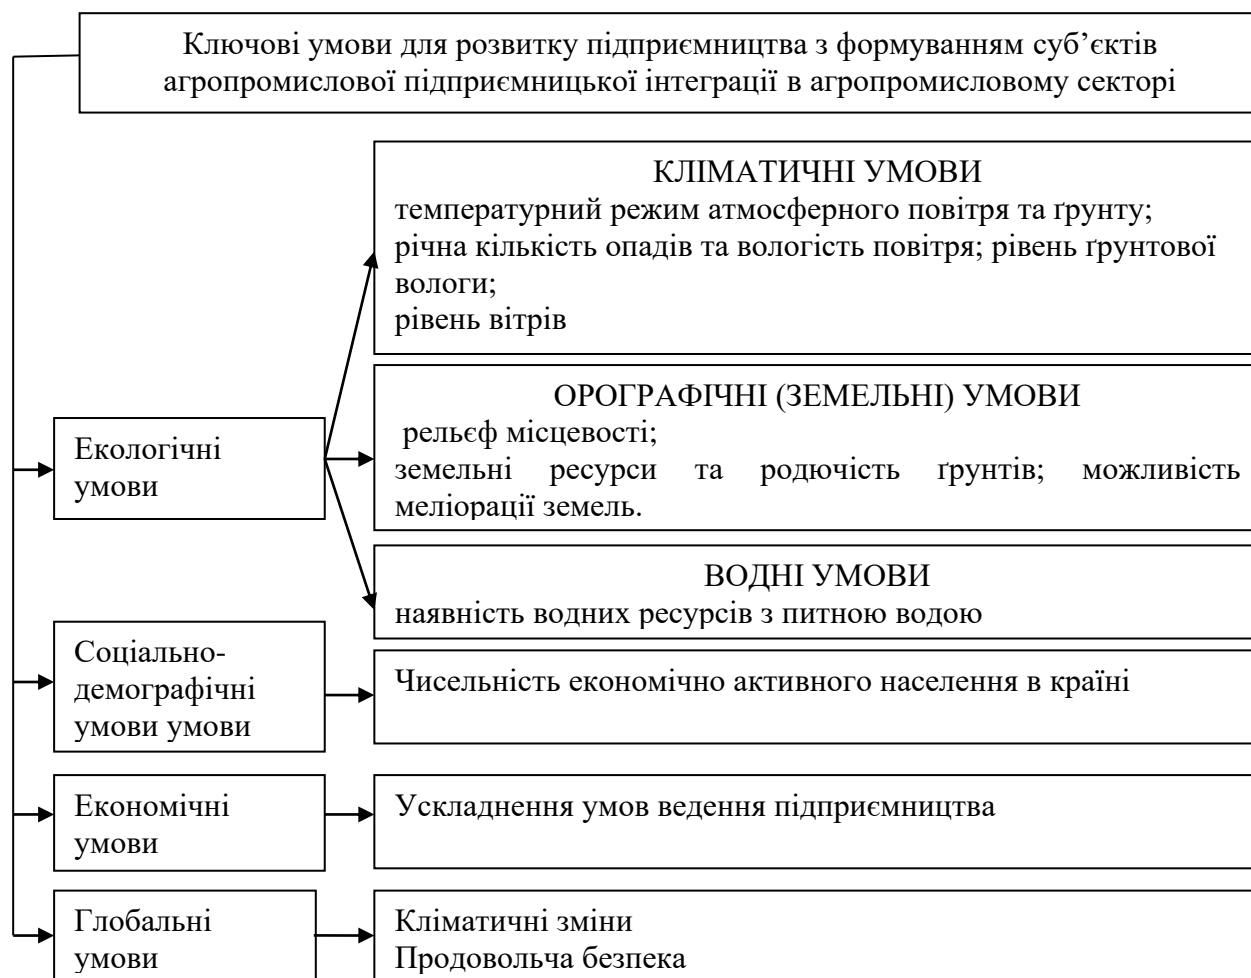 Ключові умови для розвитку підприємництва з формуванням суб’єктів
агропромислової підприємницької інтеграції в агропромисловому секторі
КЛІМАТИЧНІ УМОВИ
температурний режим атмосферного повітря та ґрунту;
річна кількість опадів та вологість повітря; рівень ґрунтової
вологи;
рівень вітрів
Екологічні
умови
ОРОГРАФІЧНІ (ЗЕМЕЛЬНІ) УМОВИ
рельєф місцевості;
земельні ресурси та родючість ґрунтів; можливість
меліорації земель.
ВОДНІ УМОВИ
наявність водних ресурсів з питною водою
Соціально-
демографічні
умови умови
Чисельність економічно активного населення в країні
Економічні
умови
Ускладнення умов ведення підприємництва
Глобальні
умови
Кліматичні зміни
Продовольча безпека